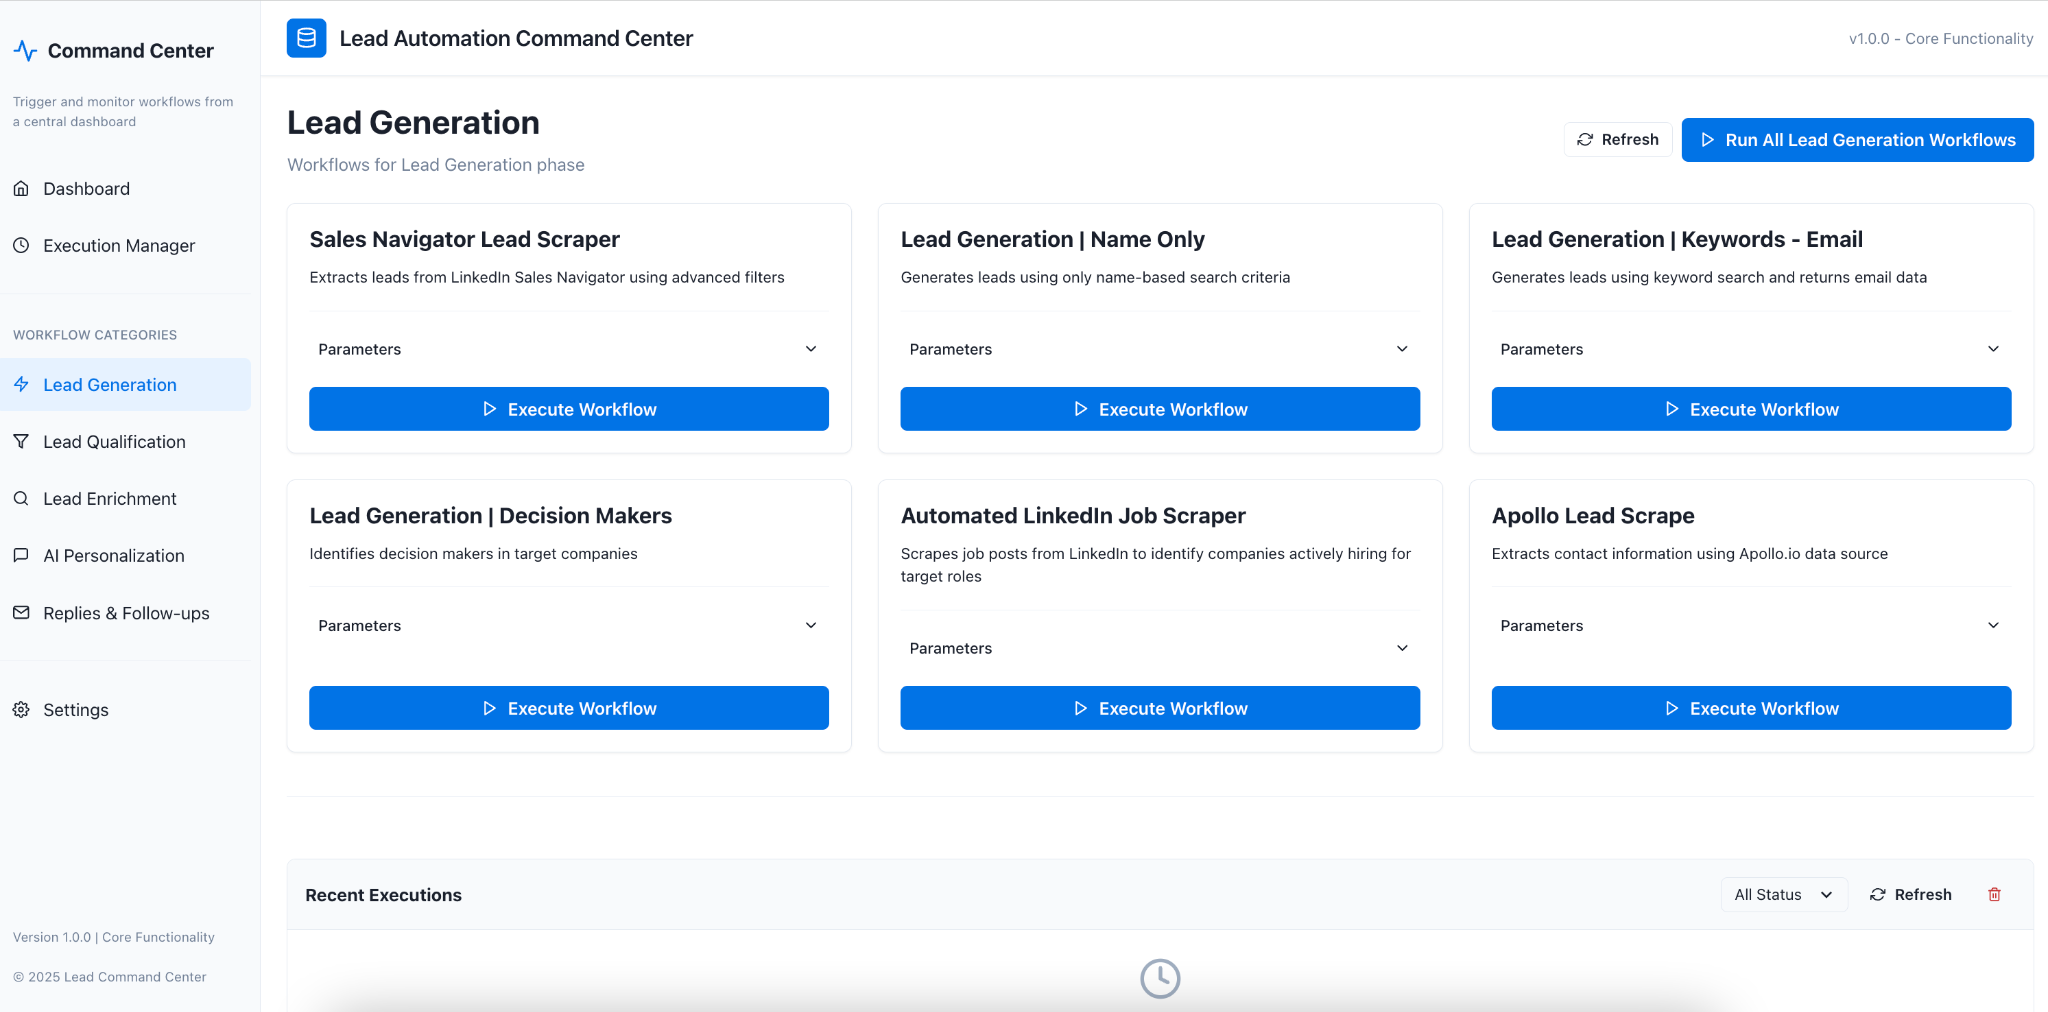 Command Center
Trigger and monitor workflows from
a central dashboard
Dashboard
Execution Manager
WORKFLOW CATEGORIES
Lead Generation
Lead Qualification
Lead Enrichment
AI Personalization
Replies & Follow-ups
Settings
Version 1.0.0 | Core Functionality
© 2025 Lead Command Center
Lead Automation Command Center
v1.0.0 - Core Functionality
Lead Generation
Workflows for Lead Generation phase
Refresh
Run All Lead Generation Workflows
Sales Navigator Lead Scraper
Extracts leads from LinkedIn Sales Navigator using advanced filters
Parameters
Execute Workflow
Lead Generation | Name Only
Generates leads using only name-based search criteria
Parameters
Execute Workflow
Lead Generation | Keywords - Email
Generates leads using keyword search and returns email data
Parameters
Execute Workflow
Lead Generation | Decision Makers
Identifies decision makers in target companies
Parameters
Execute Workflow
Automated LinkedIn Job Scraper
Scrapes job posts from LinkedIn to identify companies actively hiring for
target roles
Parameters
Execute Workflow
Apollo Lead Scrape
Extracts contact information using Apollo.io data source
Parameters
Execute Workflow
Recent Executions
All Status
Refresh